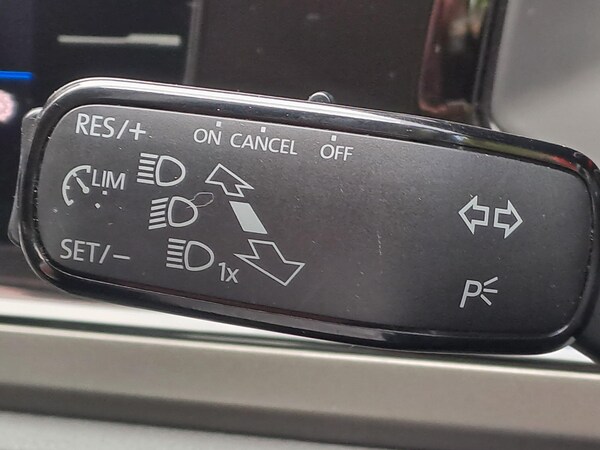 RES/+
ON CANCEL OFF
LIM
SET/−
1x
P